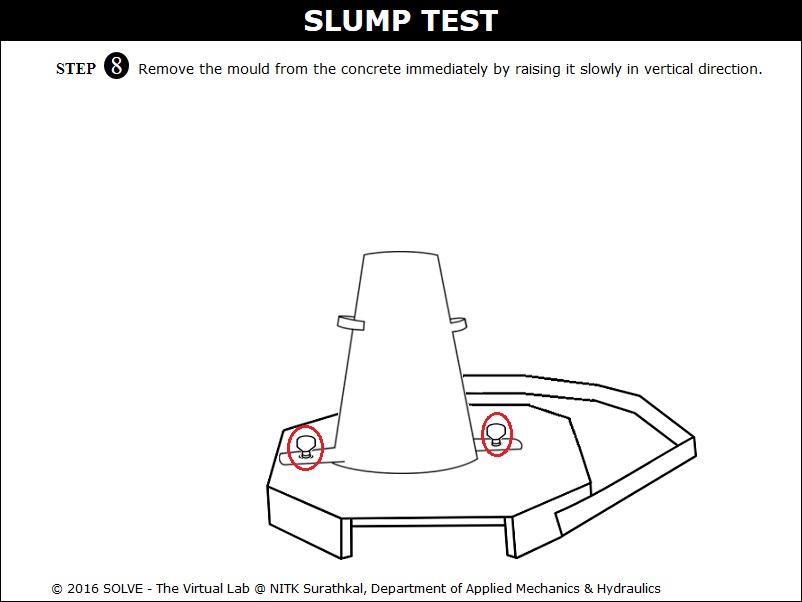 SLUMP TEST
STEP 8 Remove the mould from the concrete immediately by raising it slowly in vertical direction.
© 2016 SOLVE - The Virtual Lab @ NITK Surathkal, Department of Applied Mechanics & Hydraulics